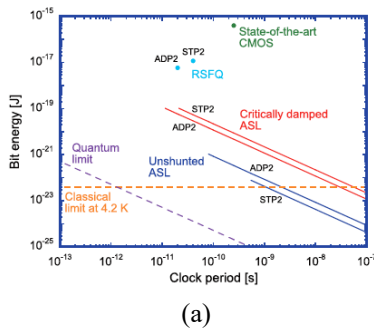 10⁻¹⁵
10⁻¹⁷
10⁻¹⁹
10⁻²¹
10⁻²³
10⁻²⁵
Bit energy [J]
State-of-the-art
CMOS
STP2
ADP2
RSFQ
STP2
ADP2
Critically damped
ASL
Quantum
limit
Unshunted
ASL
ADP2
STP2
Classical
limit at 4.2 K
10⁻¹³ 10⁻¹² 10⁻¹¹ 10⁻¹⁰ 10⁻⁹ 10⁻⁸ 10⁻⁷
Clock period [s]
(a)